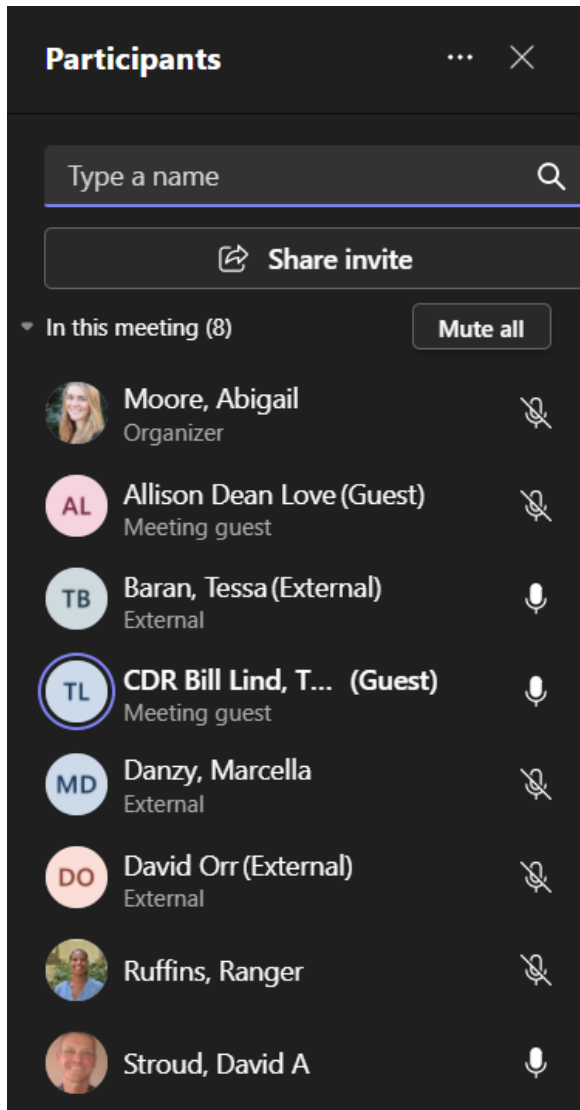 Participants
Type a name
Share invite
In this meeting (8)
Mute all
Moore, Abigail
Organizer
AL
Allison Dean Love (Guest)
Meeting guest
TB
Baran, Tessa (External)
External
TL
CDR Bill Lind, T... (Guest)
Meeting guest
MD
Danzy, Marcella
External
DO
David Orr (External)
External
Ruffins, Ranger
Stroud, David A